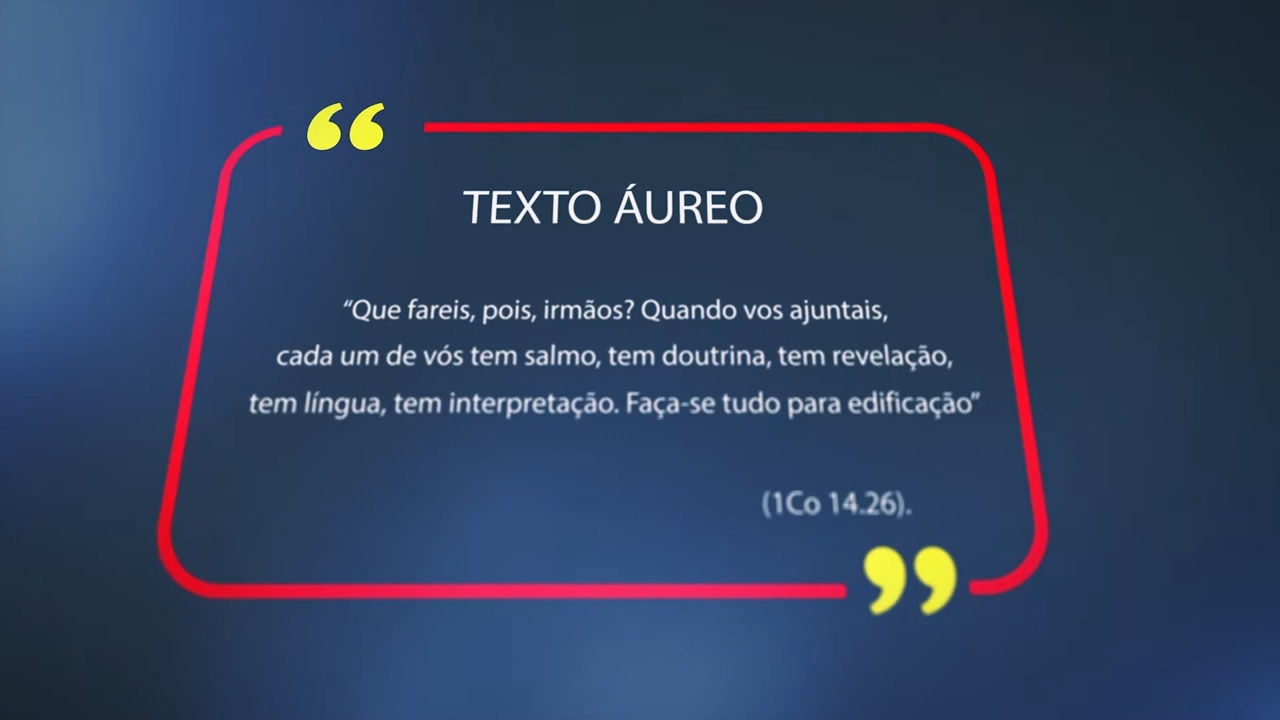 TEXTO ÁUREO
“Que fareis, pois, irmãos? Quando vos ajuntais,
cada um de vós tem salmo, tem doutrina, tem revelação,
tem língua, tem interpretação. Faça-se tudo para edificação”
(1Co 14.26).